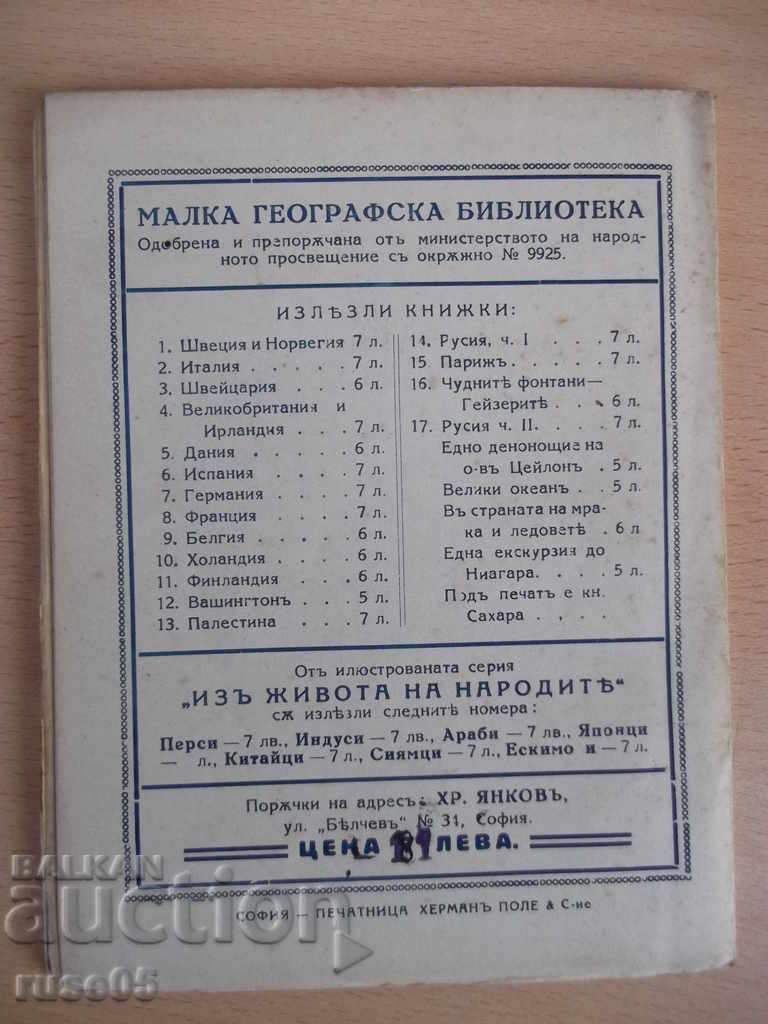 МАЛКА ГЕОГРАФСКА БИБЛИОТЕКА
Одобрена и препорѫчана отъ министерството на народ-
ното просвещение съ окрѫжно № 9925.
ИЗЛѢЗЛИ КНИЖКИ:
1. Швеция и Норвегия 7 л.
2. Италия . . . . . 7 л.
3. Швейцария . . . 6 л.
4. Великобритания и
Ирландия . . . 7 л.
5. Дания . . . . . 6 л.
6. Испания . . . . 7 л.
7. Германия . . . . 7 л.
8. Франция . . . . 7 л.
9. Белгия . . . . 6 л.
10. Холандия . . . . 6 л.
11. Финландия . . . 6 л.
12. Вашингтонъ . . . 5 л.
13. Палестина . . . 7 л.
14. Русия, ч. I . . . 7 л.
15. Парижъ . . . . . 7 л.
16. Чуднитѣ фонтани—
Гейзеритѣ . . . 6 л.
17. Русия ч. II. . . . 7 л.
Едно денонощие на
о-въ Цейлонъ . 5 л.
Велики океанъ . . 5 л.
Въ страната на мра-
ка и ледоветѣ . 6 л
Една екскурзия до
Ниагара. . . . 5 л.
Подъ печатъ е кн.
Сахара . . . .
Отъ илюстрованата серия
„ИЗЪ ЖИВОТА НА НАРОДИТѢ“
сѫ излѣзли следнитѣ номера:
Перси — 7 лв., Индуси — 7 лв., Араби — 7 лв., Японци
— л., Китайци — 7 л., Сиямци — 7 л., Ескимо и — 7 л.
Порѫчки на адресъ: ХР. ЯНКОВЪ,
ул. „Бѣлчевъ“ № 31, София.
ЦЕНА ЛЕВА.
СОФИЯ — ПЕЧАТНИЦА ХЕРМАНЪ ПОЛЕ & С-ие
BALKAN
auction
ruse05